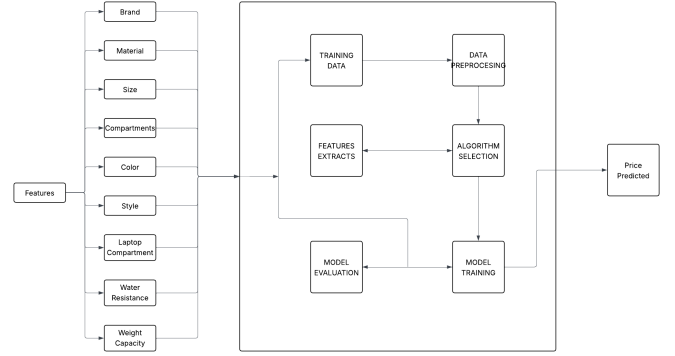 Features
Brand
Material
Size
Compartments
Color
Style
Laptop
Compartment
Water
Resistance
Weight
Capacity
TRAINING
DATA
DATA
PREPROCESING
FEATURES
EXTRACTS
ALGORITHM
SELECTION
MODEL
EVALUATION
MODEL
TRAINING
Price
Predicted